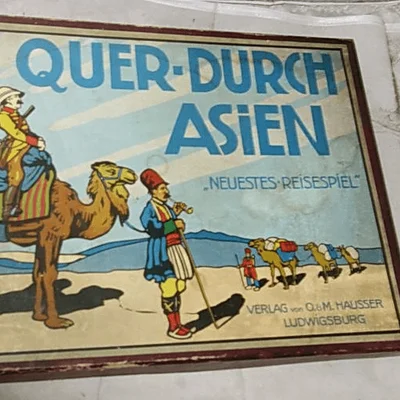 QUER-DURCH
ASiEN
„NEUESTES-REISESPIEL"
VERLAG von O.&M. HAUSSER
LUDWIGSBURG